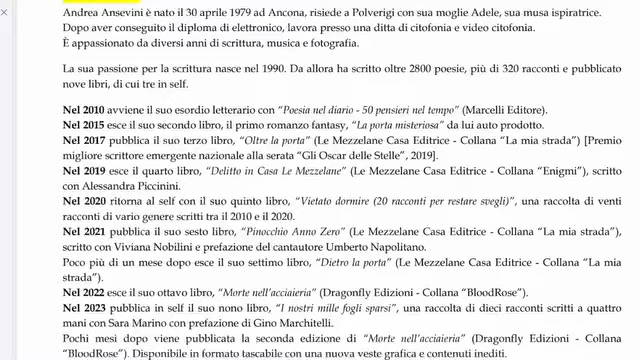 Andrea Ansevini è nato il 30 aprile 1979 ad Ancona, risiede a Polverigi con sua moglie Adele, sua musa ispiratrice.
Dopo aver conseguito il diploma di elettronico, lavora presso una ditta di citofonia e video citofonia.
È appassionato da diversi anni di scrittura, musica e fotografia.
La sua passione per la scrittura nasce nel 1990. Da allora ha scritto oltre 2800 poesie, più di 320 racconti e pubblicato
nove libri, di cui tre in self.
Nel 2010 avviene il suo esordio letterario con “Poesia nel diario - 50 pensieri nel tempo” (Marcelli Editore).
Nel 2015 esce il suo secondo libro, il primo romanzo fantasy, “La porta misteriosa” da lui auto prodotto.
Nel 2017 pubblica il suo terzo libro, “Oltre la porta” (Le Mezzelane Casa Editrice - Collana “La mia strada”) [Premio
migliore scrittore emergente nazionale alla serata “Gli Oscar delle Stelle”, 2019].
Nel 2019 esce il quarto libro, “Delitto in Casa Le Mezzelane” (Le Mezzelane Casa Editrice - Collana “Enigmi”), scritto
con Alessandra Piccinini.
Nel 2020 ritorna al self con il suo quinto libro, “Vietato dormire (20 racconti per restare svegli)”, una raccolta di venti
racconti di vario genere scritti tra il 2010 e il 2020.
Nel 2021 pubblica il suo sesto libro, “Pinocchio Anno Zero” (Le Mezzelane Casa Editrice - Collana “La mia strada”),
scritto con Viviana Nobilini e prefazione del cantautore Umberto Napolitano.
Poco più di un mese dopo esce il suo settimo libro, “Dietro la porta” (Le Mezzelane Casa Editrice - Collana “La mia
strada”).
Nel 2022 esce il suo ottavo libro, “Morte nell’acciaieria” (Dragonfly Edizioni - Collana “BloodRose”).
Nel 2023 pubblica in self il suo nono libro, “I nostri mille fogli sparsi”, una raccolta di dieci racconti scritti a quattro
mani con Sara Marino con prefazione di Gino Marchitelli.
Pochi mesi dopo viene pubblicata la seconda edizione di “Morte nell’acciaieria” (Dragonfly Edizioni - Collana
“BloodRose”). Disponibile in formato tascabile con una nuova veste grafica e contenuti inediti.